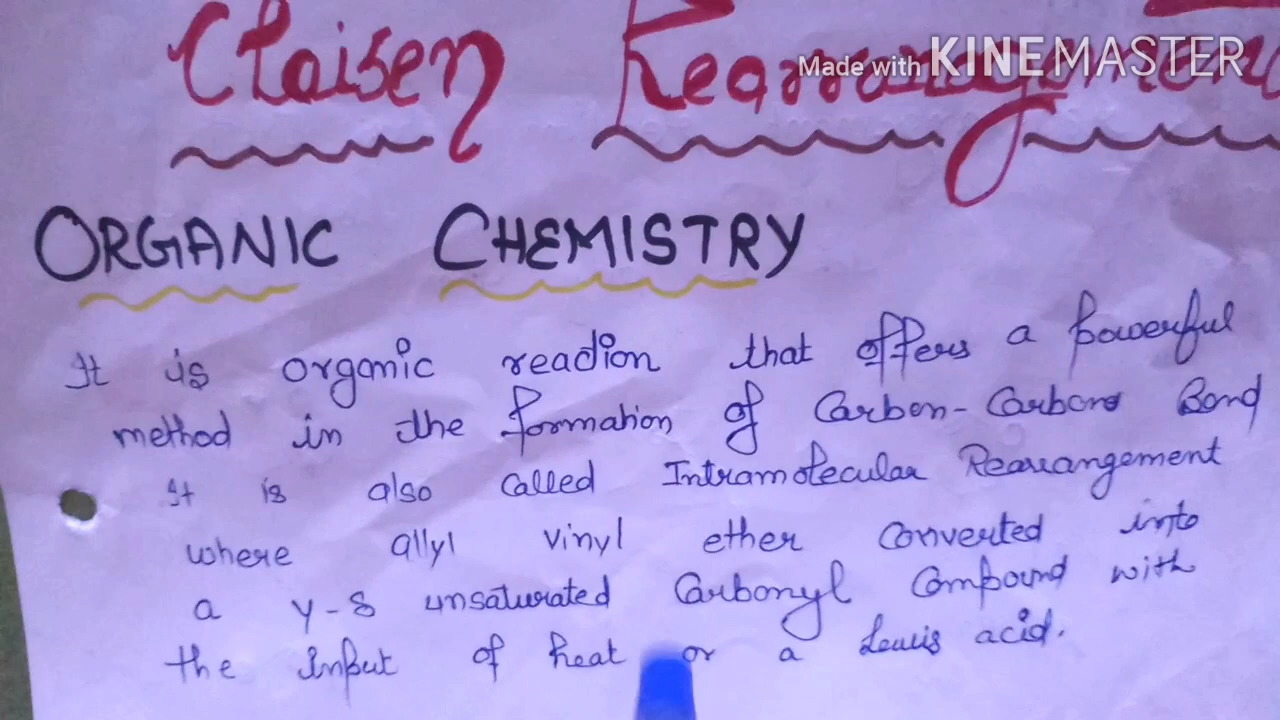 Claisen Rearrangement
Made with KINEMASTER
ORGANIC CHEMISTRY
It is organic reaction that offers a powerful
method in the formation of Carbon-Carbon Bond
It is also called Intramolecular Rearrangement
where allyl vinyl ether converted into
a γ-δ unsaturated Carbonyl Compound with
the input of heat or a Lewis acid.